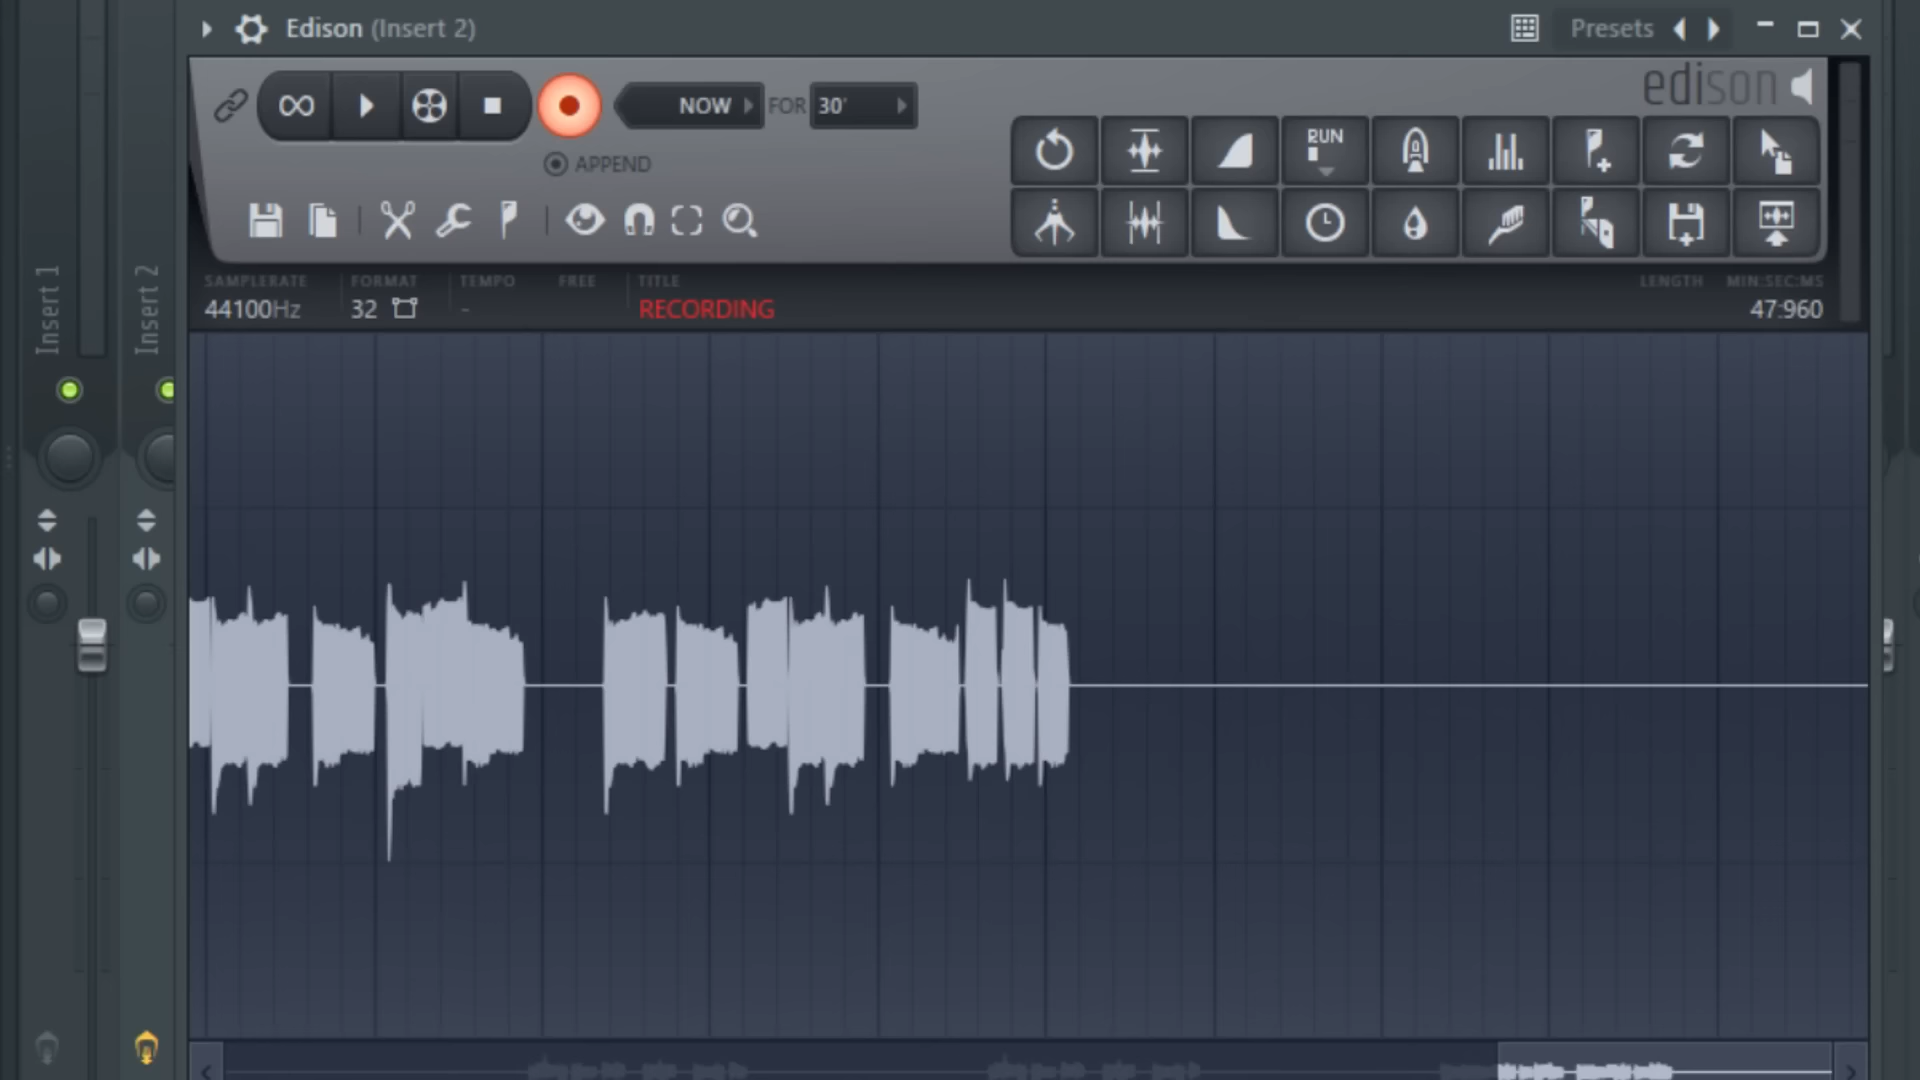 Edison (Insert 2)
Presets
edison
NOW FOR 30'
APPEND
RUN
SAMPLERATE FORMAT TEMPO FREE TITLE LENGTH MIN:SEC:MS
44100Hz 32 - RECORDING 47:960
Insert 1
Insert 2